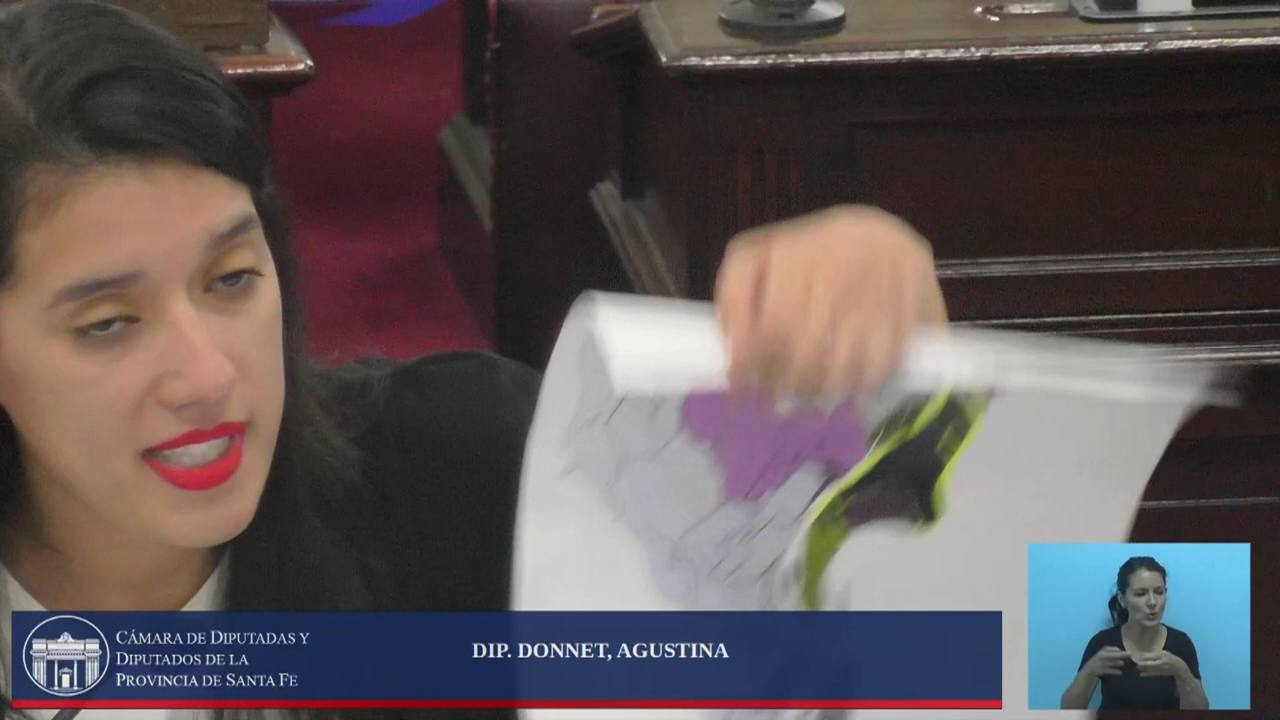 CÁMARA DE DIPUTADAS Y
DIPUTADOS DE LA
PROVINCIA DE SANTA FE
DIP. DONNET, AGUSTINA